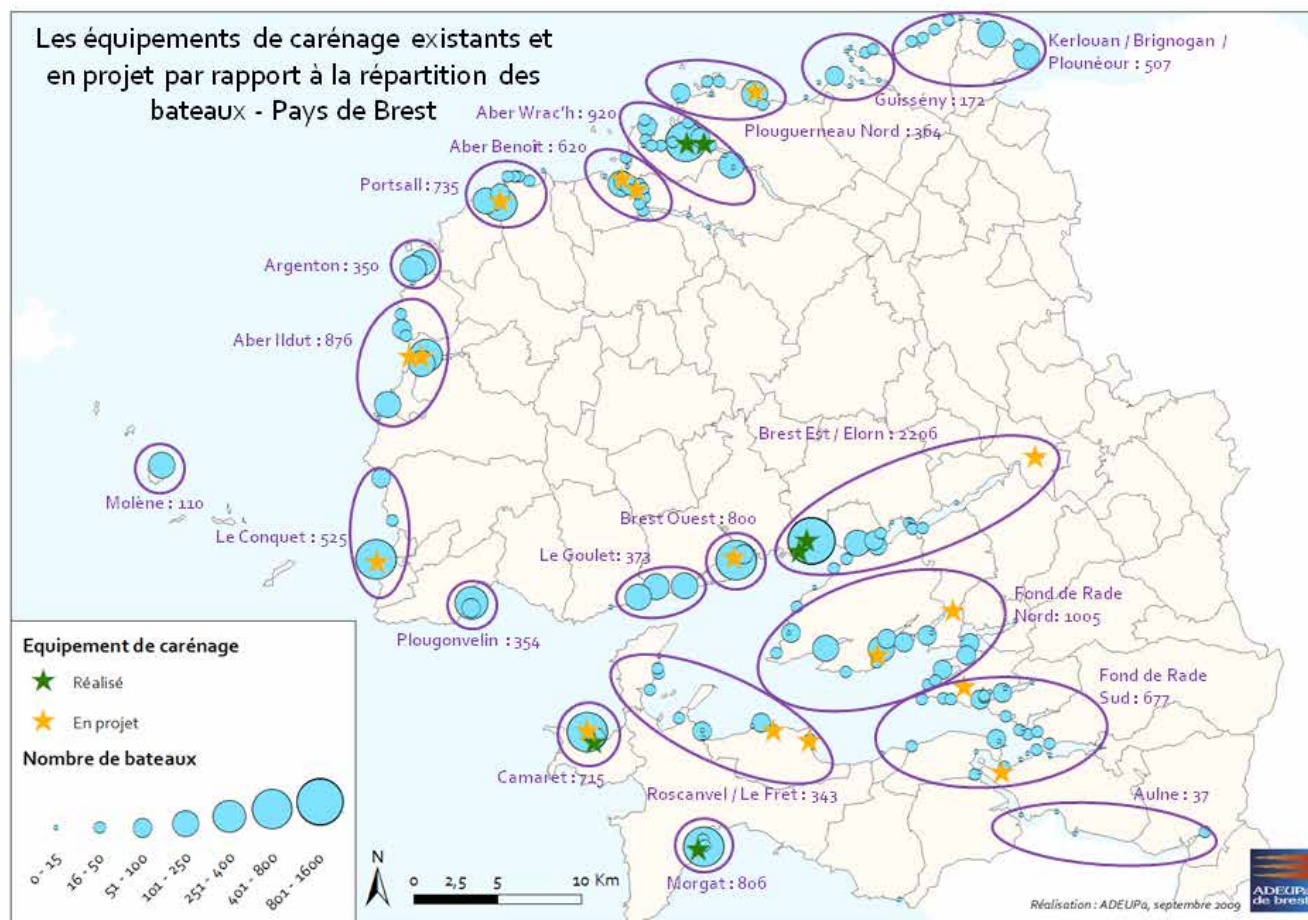 Les équipements de carénage existants et
en projet par rapport à la répartition des
bateaux - Pays de Brest
Kerlouan / Brignogan /
Plounéour : 507
Guissény : 172
Plouguerneau Nord : 364
Aber Wrac'h : 920
Aber Benoît : 620
Portsall : 735
Argenton : 350
Aber Ildut : 876
Molène : 110
Le Conquet : 525
Plougonvelin : 354
Le Goulet : 373
Brest Ouest : 800
Brest Est / Elorn : 2206
Fond de Rade
Nord: 1005
Fond de Rade
Sud : 677
Camaret : 715
Roscanvel / Le Fret : 343
Aulne : 37
Morgat : 806
Equipement de carénage
Réalisé
En projet
Nombre de bateaux
0 - 15
16 - 50
51 - 100
101 - 250
251 - 400
401 - 800
801 - 1600
N
0 2,5 5 10 Km
Réalisation : ADEUPa, septembre 2009
ADEUPa
de brest